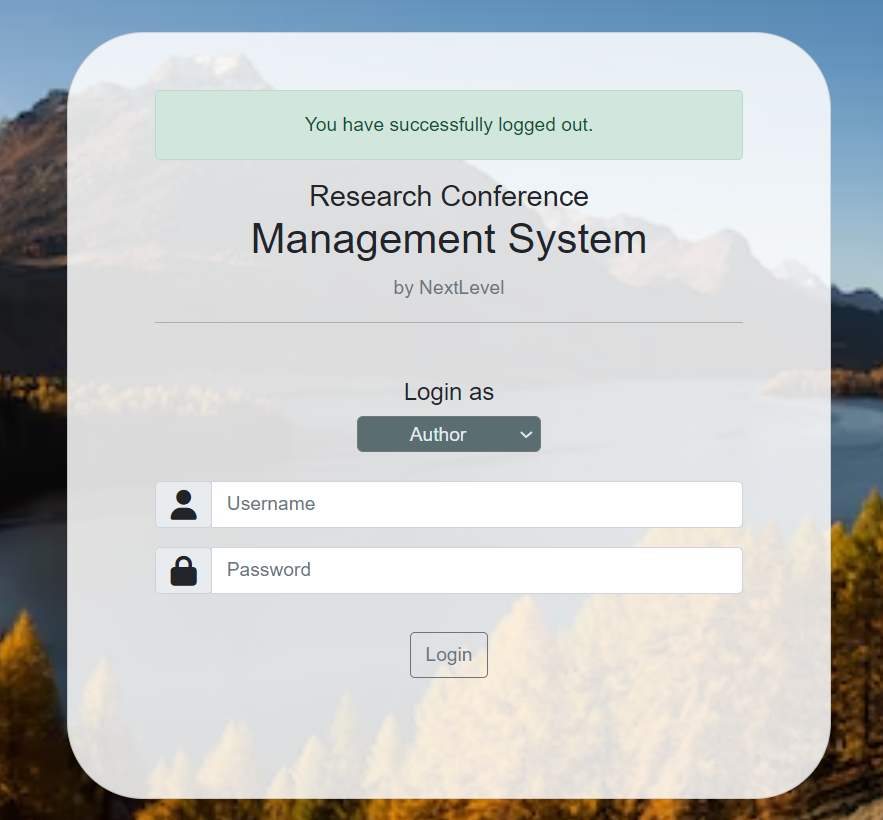 You have successfully logged out.
Research Conference
Management System
by NextLevel
Login as
Author
Username
Password
Login